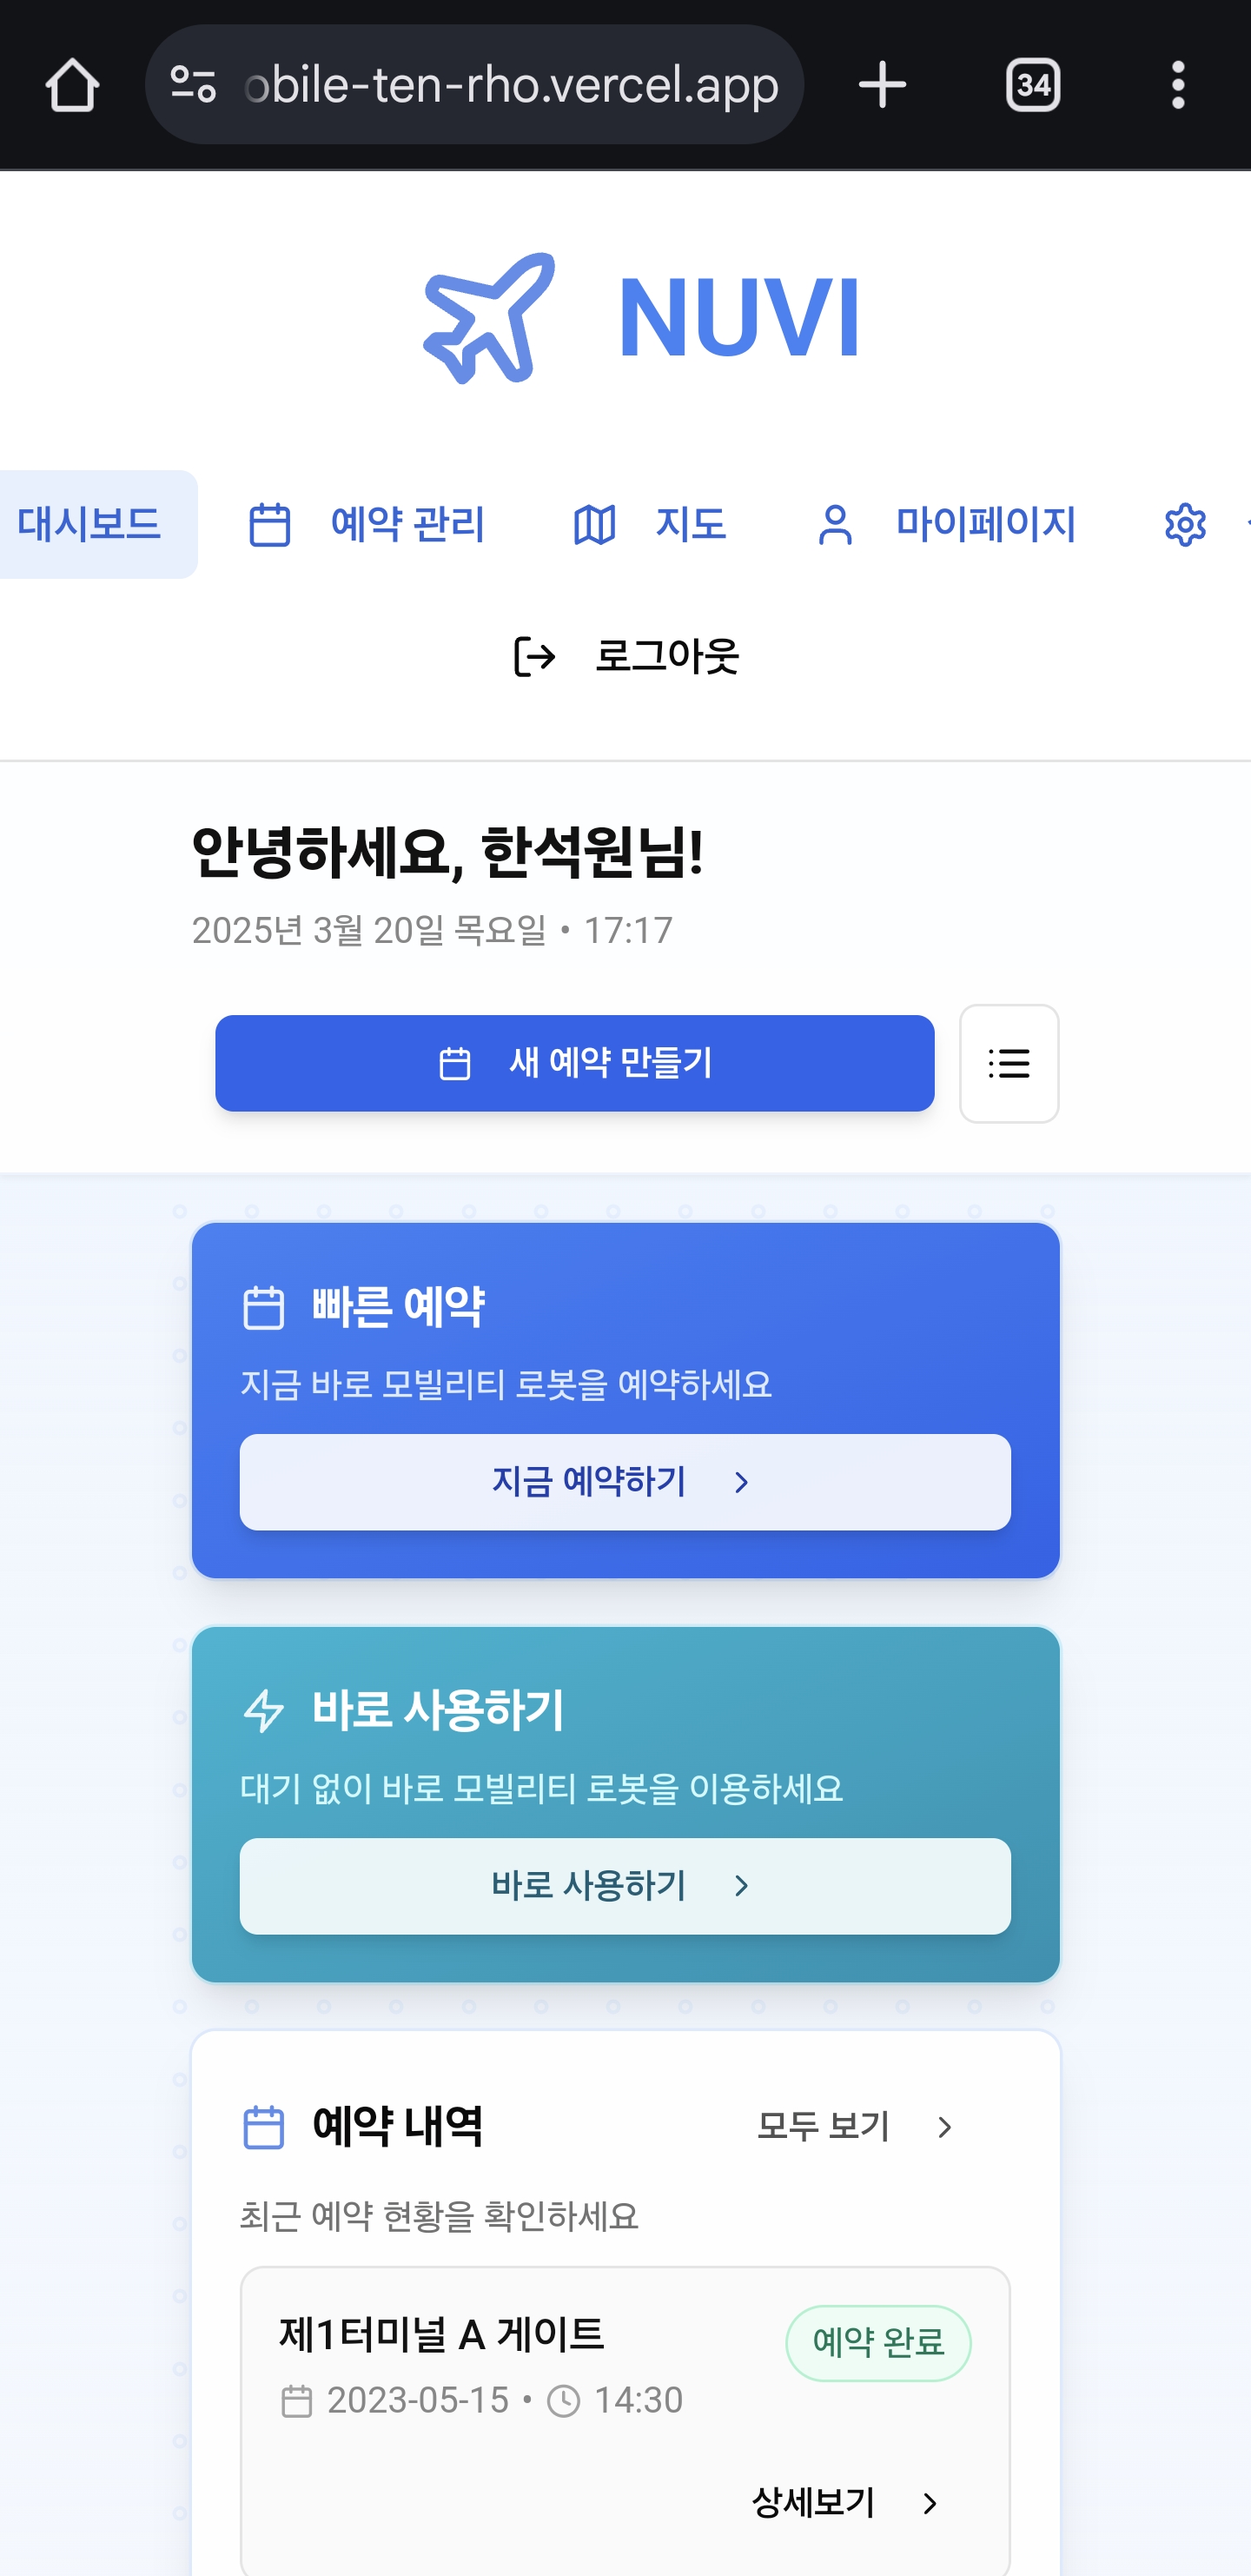 obile-ten-rho.vercel.app
34
NUVI
대시보드 예약 관리 지도 마이페이지
로그아웃
안녕하세요, 한석원님!
2025년 3월 20일 목요일 • 17:17
새 예약 만들기
빠른 예약
지금 바로 모빌리티 로봇을 예약하세요
지금 예약하기
바로 사용하기
대기 없이 바로 모빌리티 로봇을 이용하세요
바로 사용하기
예약 내역 모두 보기
최근 예약 현황을 확인하세요
제1터미널 A 게이트 예약 완료
2023-05-15 • 14:30
상세보기